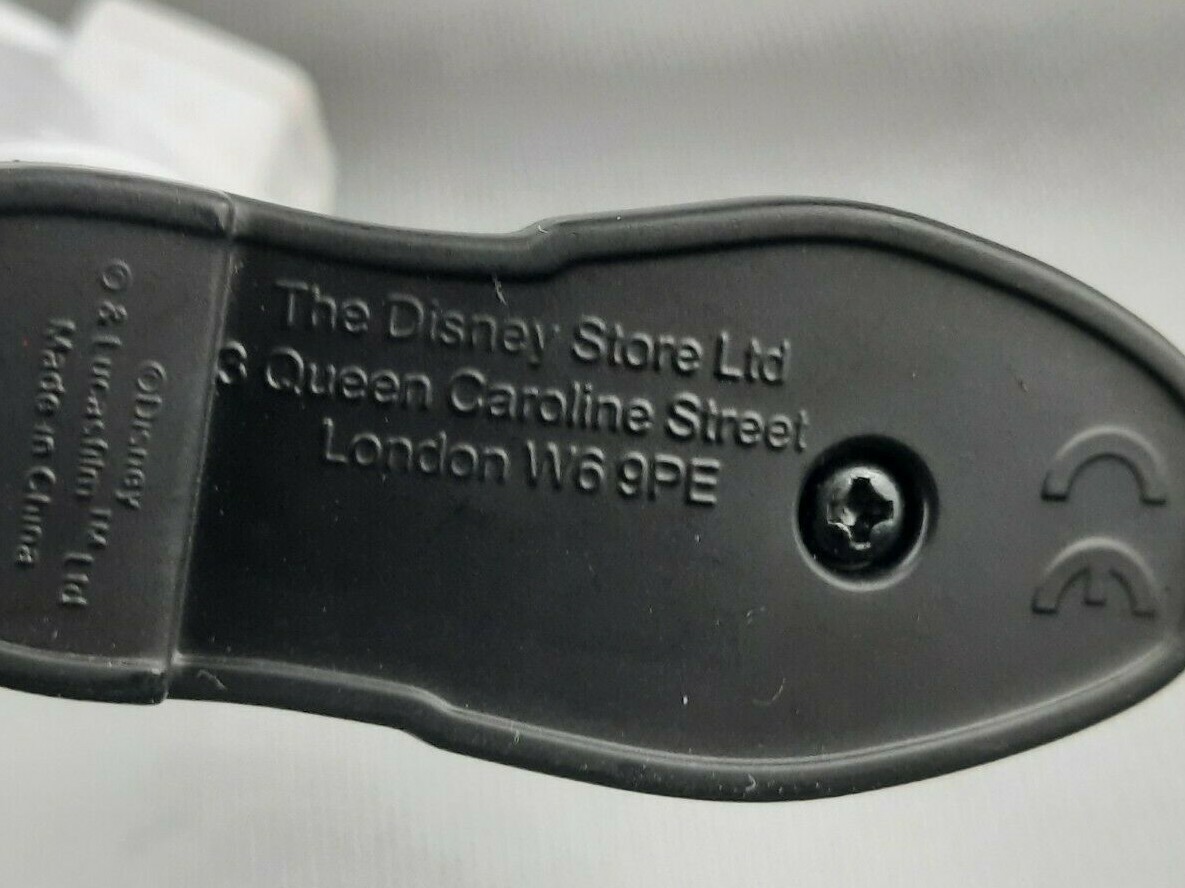 ©Disney
© & Lucasfilm ™ Ltd
Made in China
The Disney Store Ltd
3 Queen Caroline Street
London W6 9PE
CE